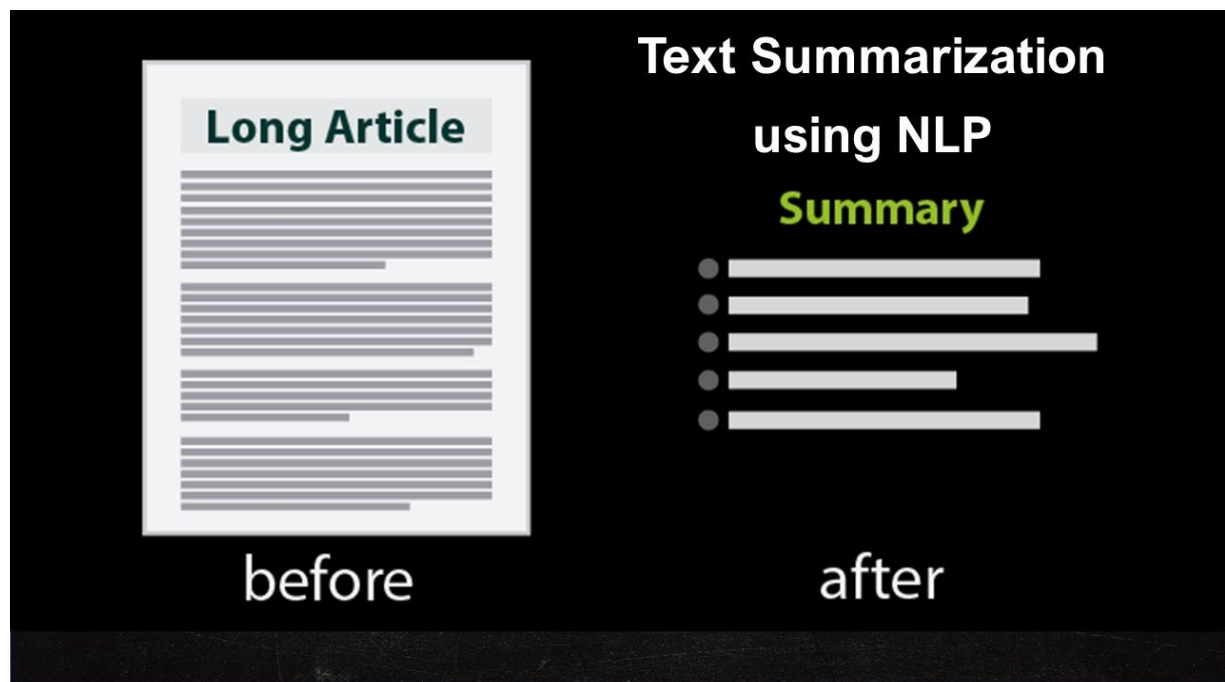 Text Summarization
using NLP
Long Article
Summary
before
after